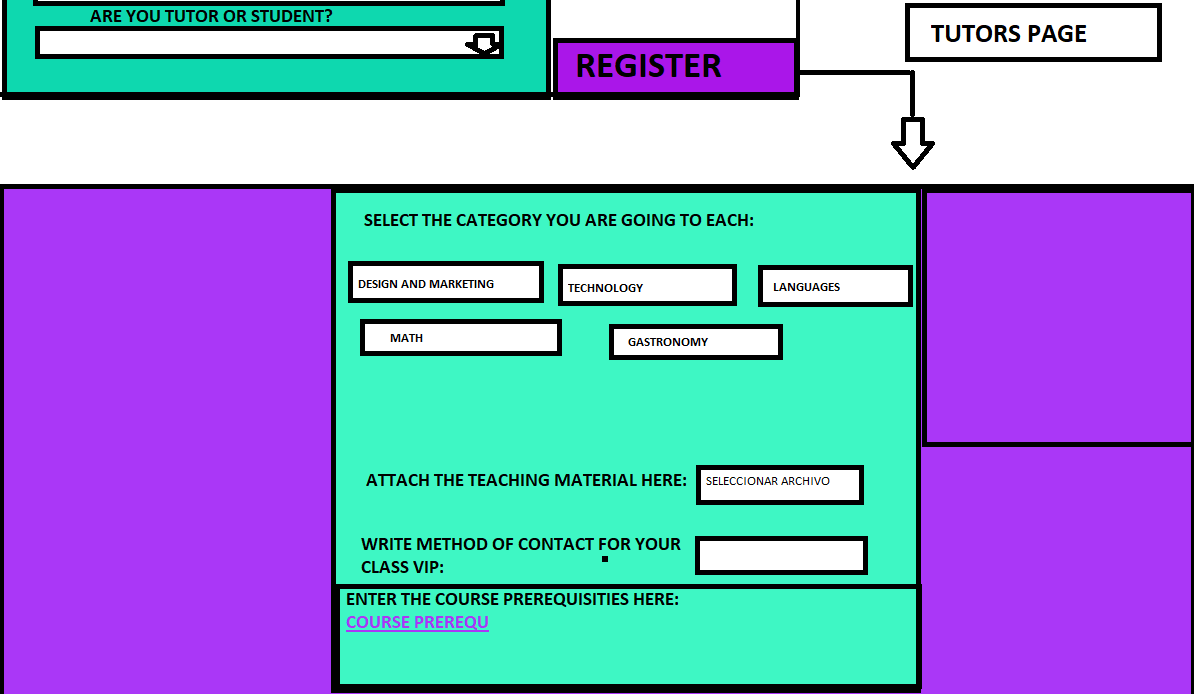 ARE YOU TUTOR OR STUDENT?
REGISTER
TUTORS PAGE
SELECT THE CATEGORY YOU ARE GOING TO EACH:
DESIGN AND MARKETING
TECHNOLOGY
LANGUAGES
MATH
GASTRONOMY
ATTACH THE TEACHING MATERIAL HERE:
SELECCIONAR ARCHIVO
WRITE METHOD OF CONTACT FOR YOUR
CLASS VIP:
ENTER THE COURSE PREREQUISITIES HERE:
COURSE PREREQU